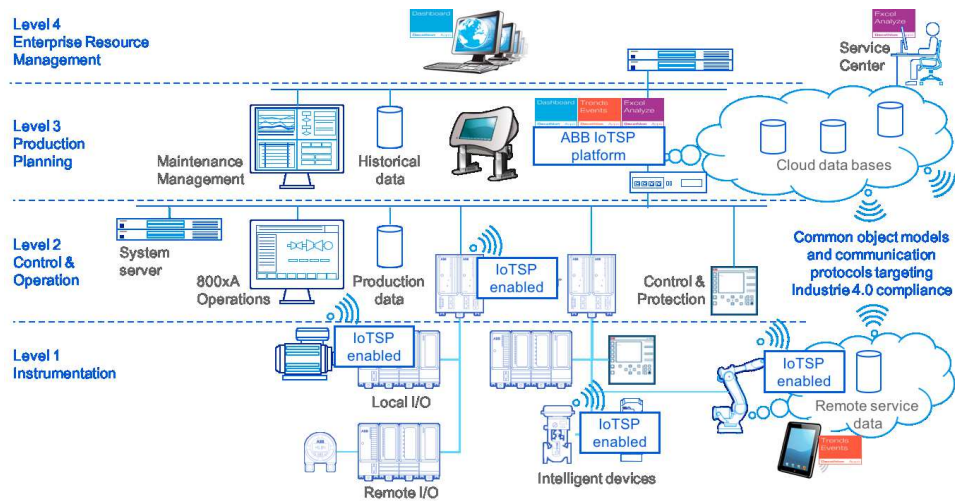 Level 4
Enterprise Resource
Management
Dashboard
Excel
Analyze
Service
Center
Level 3
Production
Planning
Maintenance
Management
Historical
data
Dashboard
Trends
Events
Excel
Analyze
ABB IoTSP
platform
Cloud data bases
Level 2
Control &
Operation
System
server
800xA
Operations
Production
data
IoTSP
enabled
Control &
Protection
Common object models
and communication
protocols targeting
Industrie 4.0 compliance
Level 1
Instrumentation
IoTSP
enabled
Local I/O
Remote I/O
IoTSP
enabled
Intelligent devices
IoTSP
enabled
Remote service
data
Trends
Events